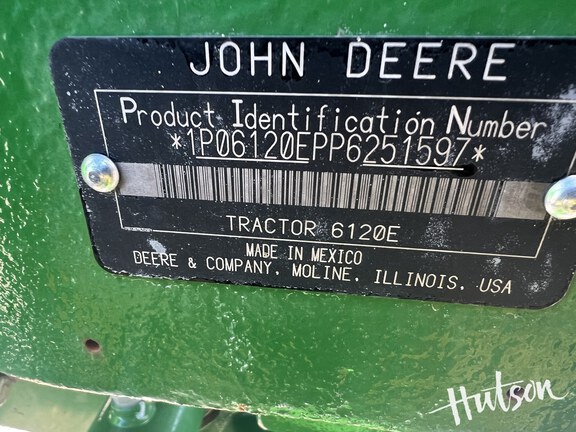 JOHN DEERE
Product Identification Number
*1P06120EPP6251597*
TRACTOR 6120E
MADE IN MEXICO
DEERE & COMPANY, MOLINE, ILLINOIS, USA
Hutson